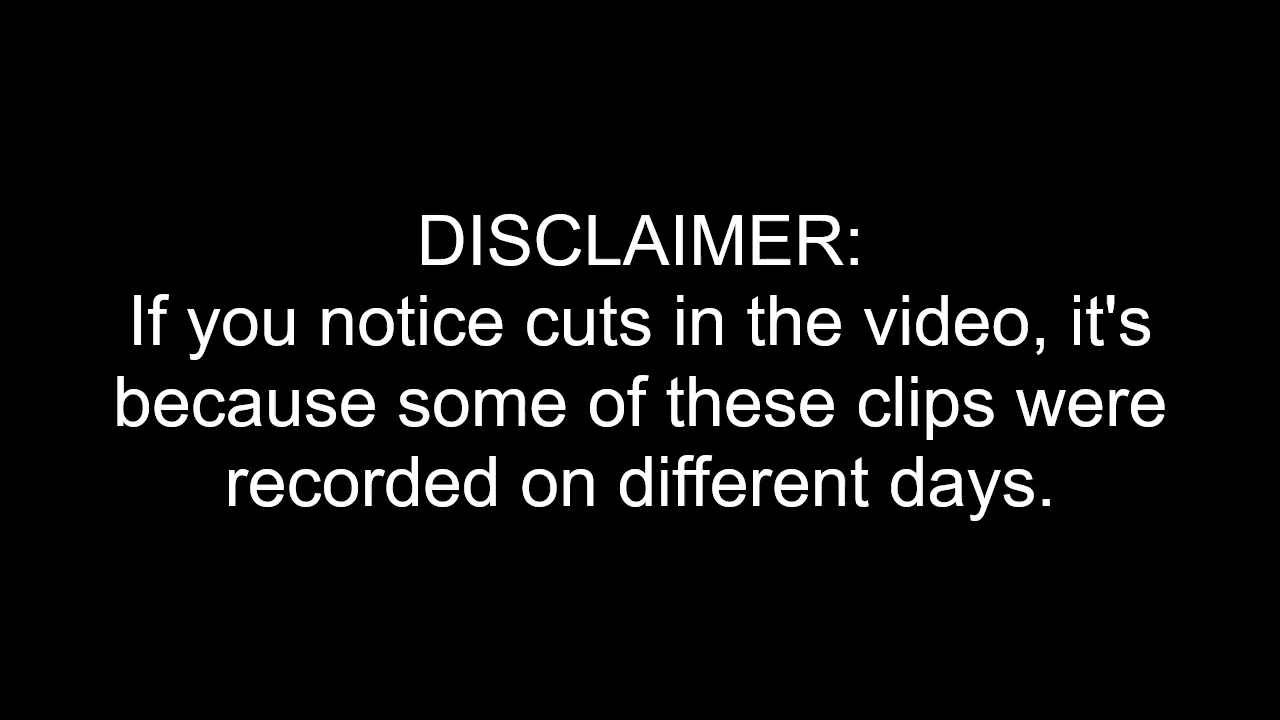 DISCLAIMER:
If you notice cuts in the video, it's
because some of these clips were
recorded on different days.